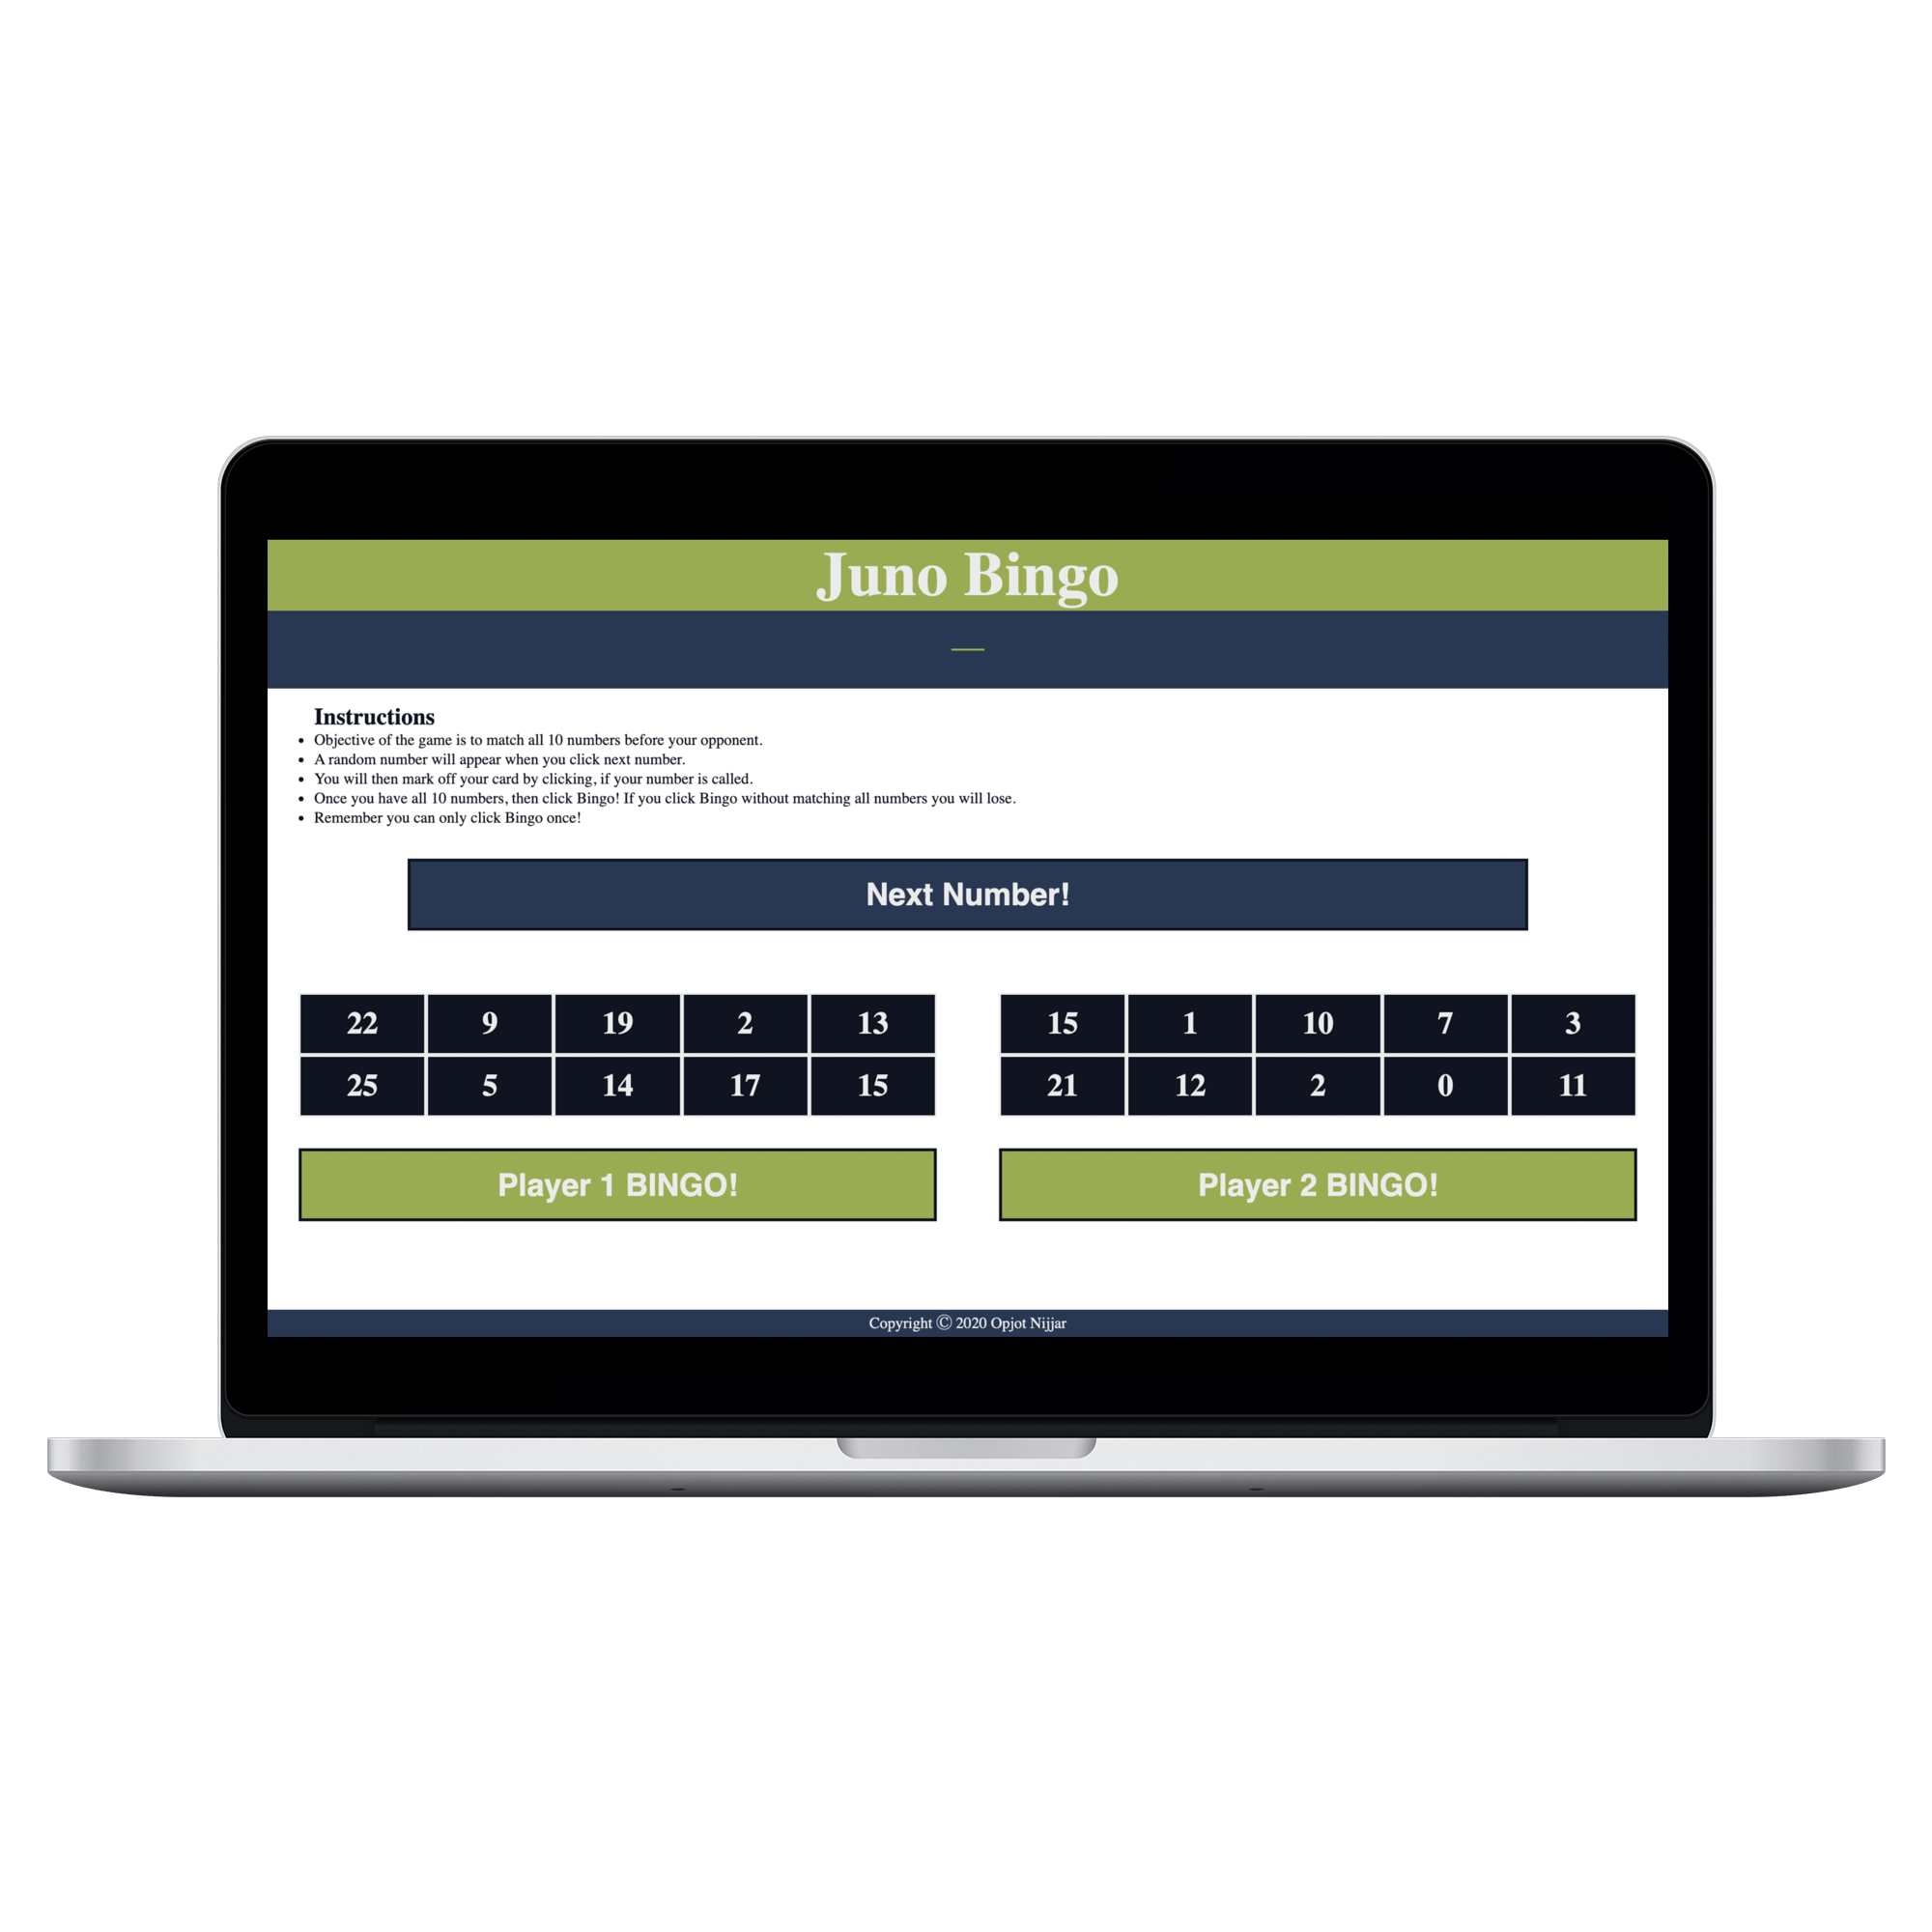 Juno Bingo
Instructions
• Objective of the game is to match all 10 numbers before your opponent.
• A random number will appear when you click next number.
• You will then mark off your card by clicking, if your number is called.
• Once you have all 10 numbers, then click Bingo! If you click Bingo without matching all numbers you will lose.
• Remember you can only click Bingo once!
Next Number!
22 9 19 2 13
25 5 14 17 15
Player 1 BINGO!
15 1 10 7 3
21 12 2 0 11
Player 2 BINGO!
Copyright © 2020 Opjot Nijjar